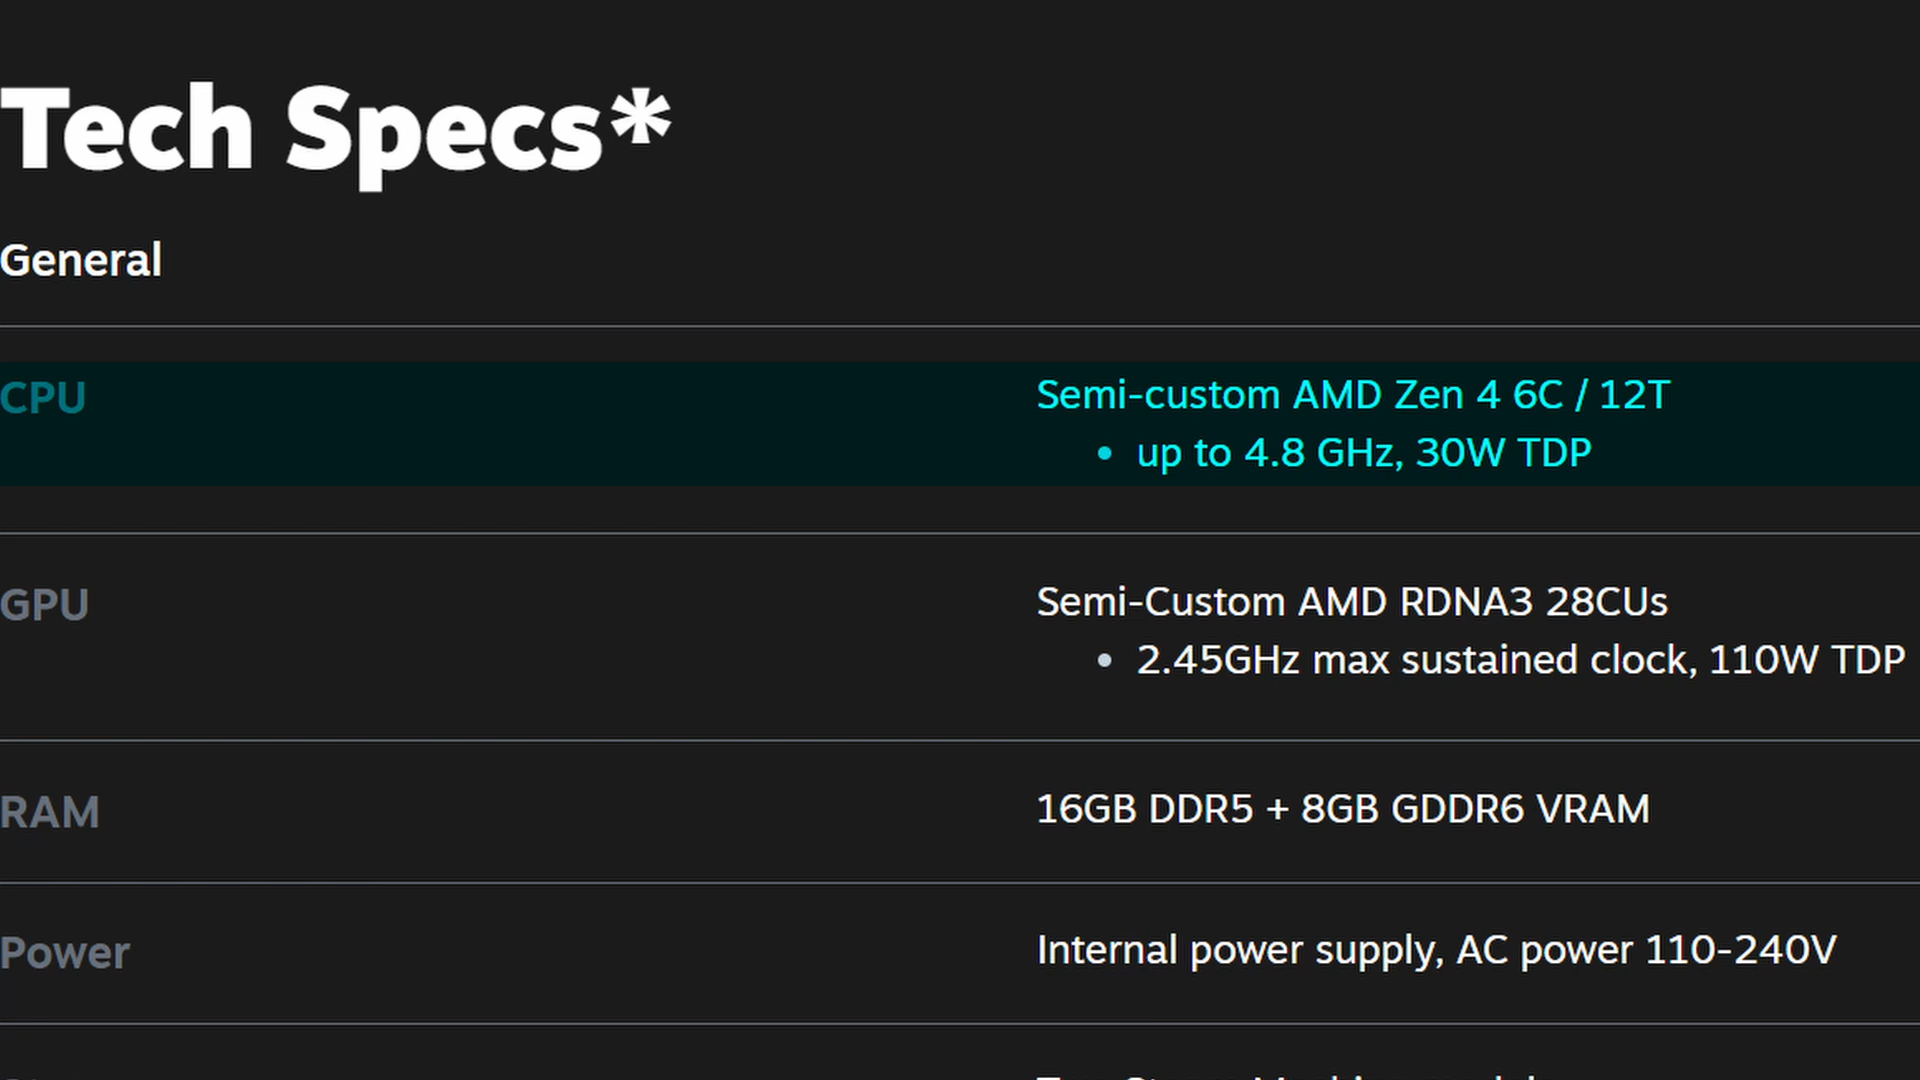 Tech Specs*
General
CPU
Semi-custom AMD Zen 4 6C / 12T
• up to 4.8 GHz, 30W TDP
GPU
Semi-Custom AMD RDNA3 28CUs
• 2.45GHz max sustained clock, 110W TDP
RAM
16GB DDR5 + 8GB GDDR6 VRAM
Power
Internal power supply, AC power 110-240V